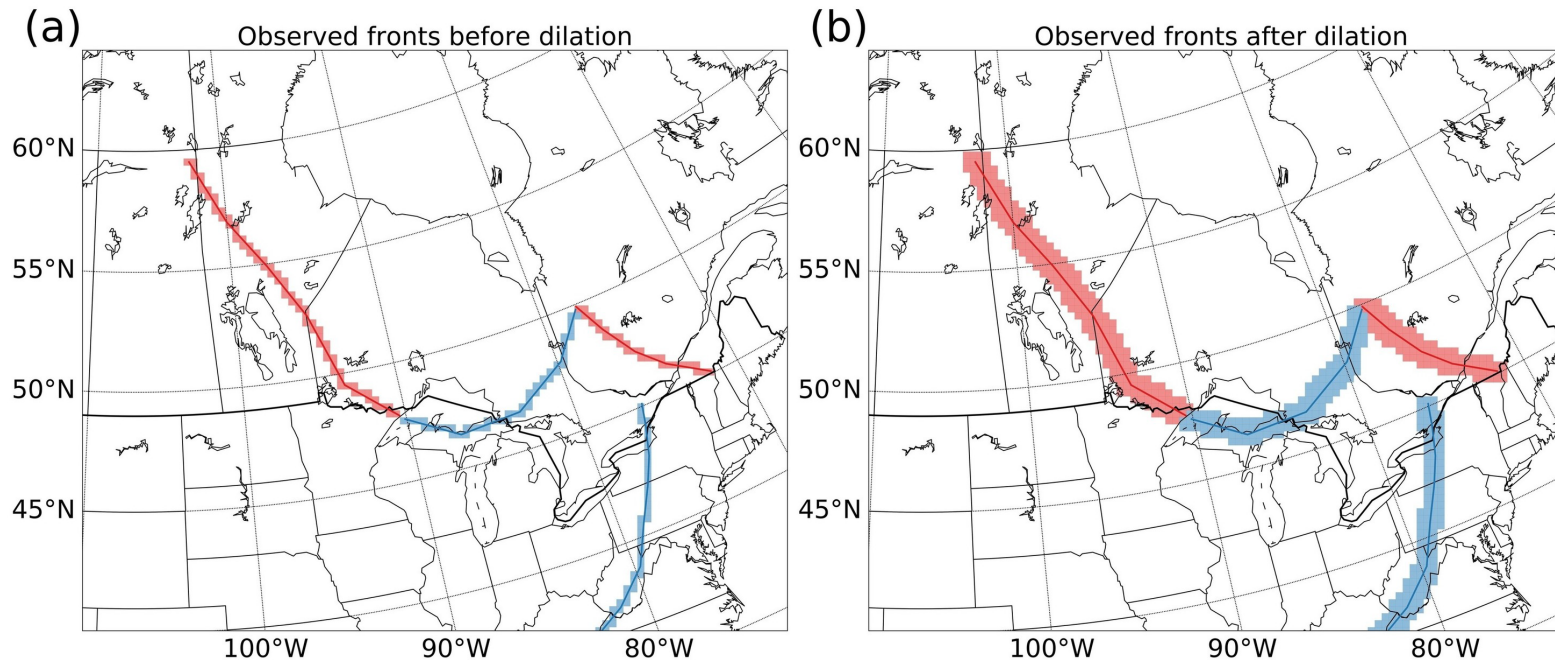 (a)
Observed fronts before dilation
60°N
55°N
50°N
45°N
100°W
90°W
80°W
(b)
Observed fronts after dilation
60°N
55°N
50°N
45°N
100°W
90°W
80°W